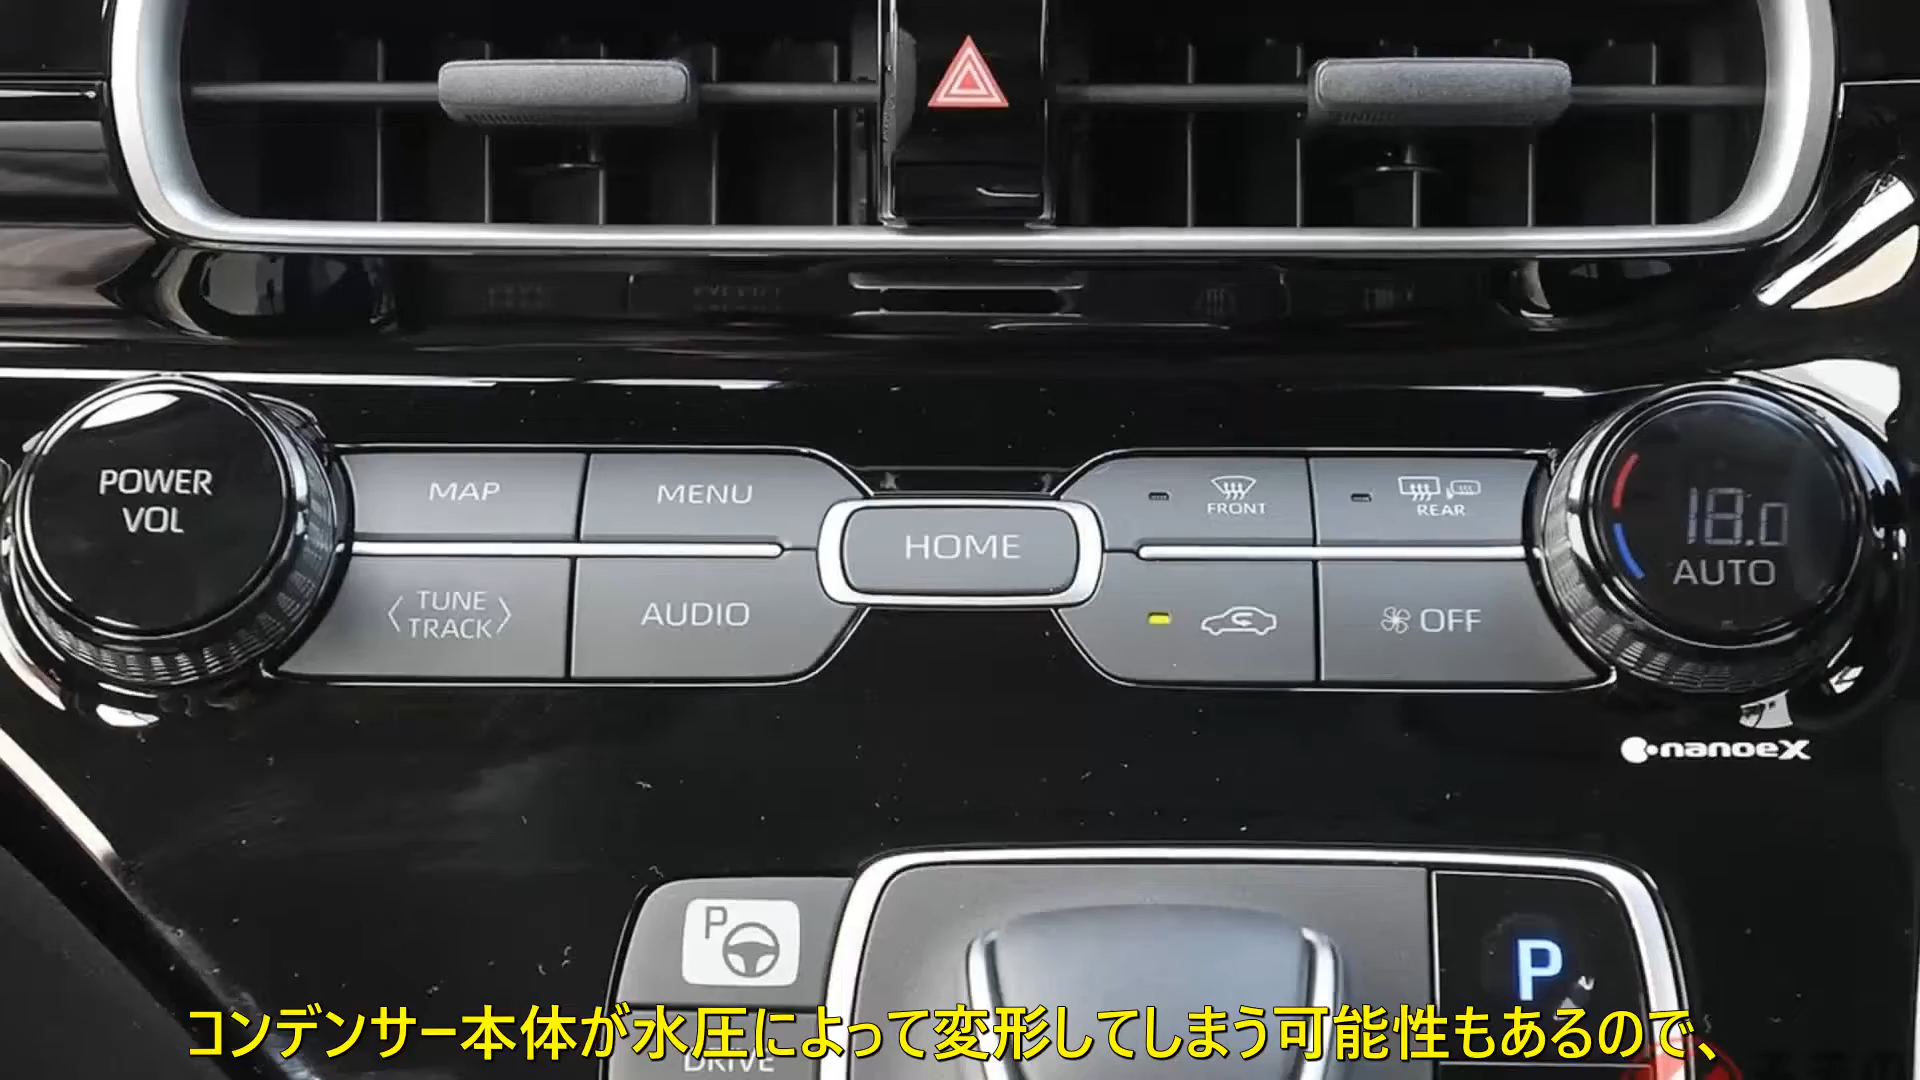 POWER
VOL
MAP
MENU
HOME
FRONT
REAR
18.0
AUTO
TUNE
TRACK
AUDIO
OFF
nanoeX
P
P
コンデンサー本体が水圧によって変形してしまう可能性もあるので、
DRIVE